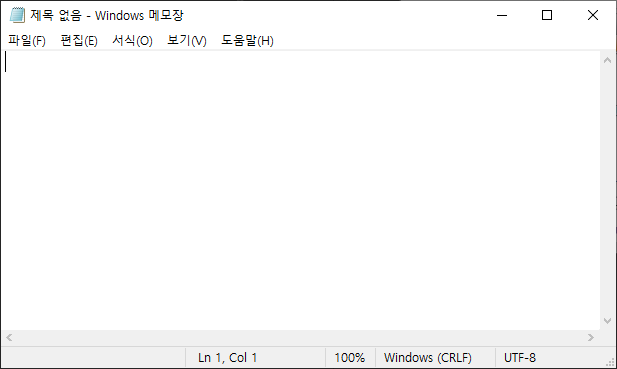 제목 없음 - Windows 메모장
파일(F) 편집(E) 서식(O) 보기(V) 도움말(H)
Ln 1, Col 1 100% Windows (CRLF) UTF-8